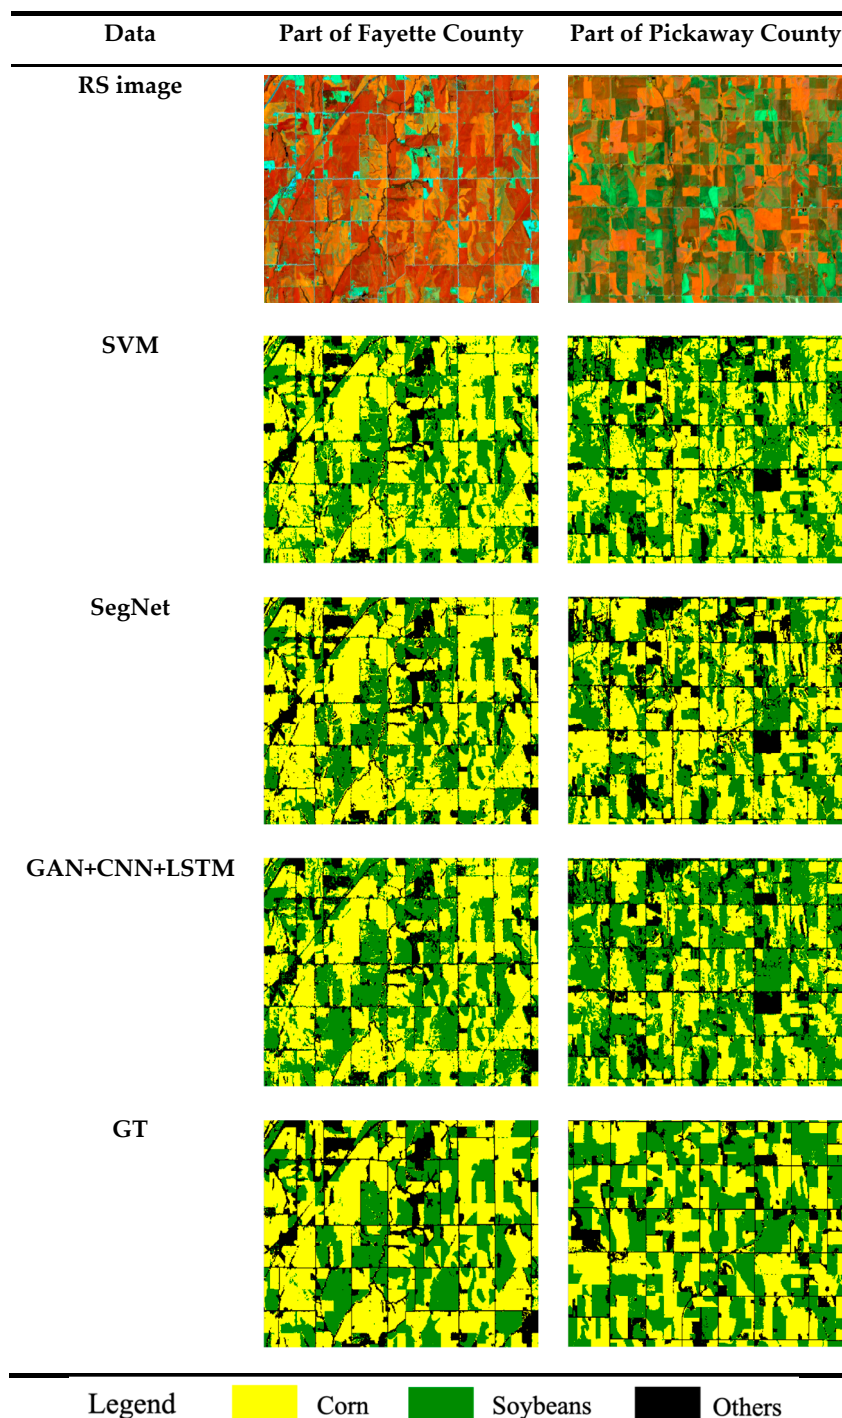 Data Part of Fayette County Part of Pickaway County
RS image
SVM
SegNet
GAN+CNN+LSTM
GT
Legend Corn Soybeans Others